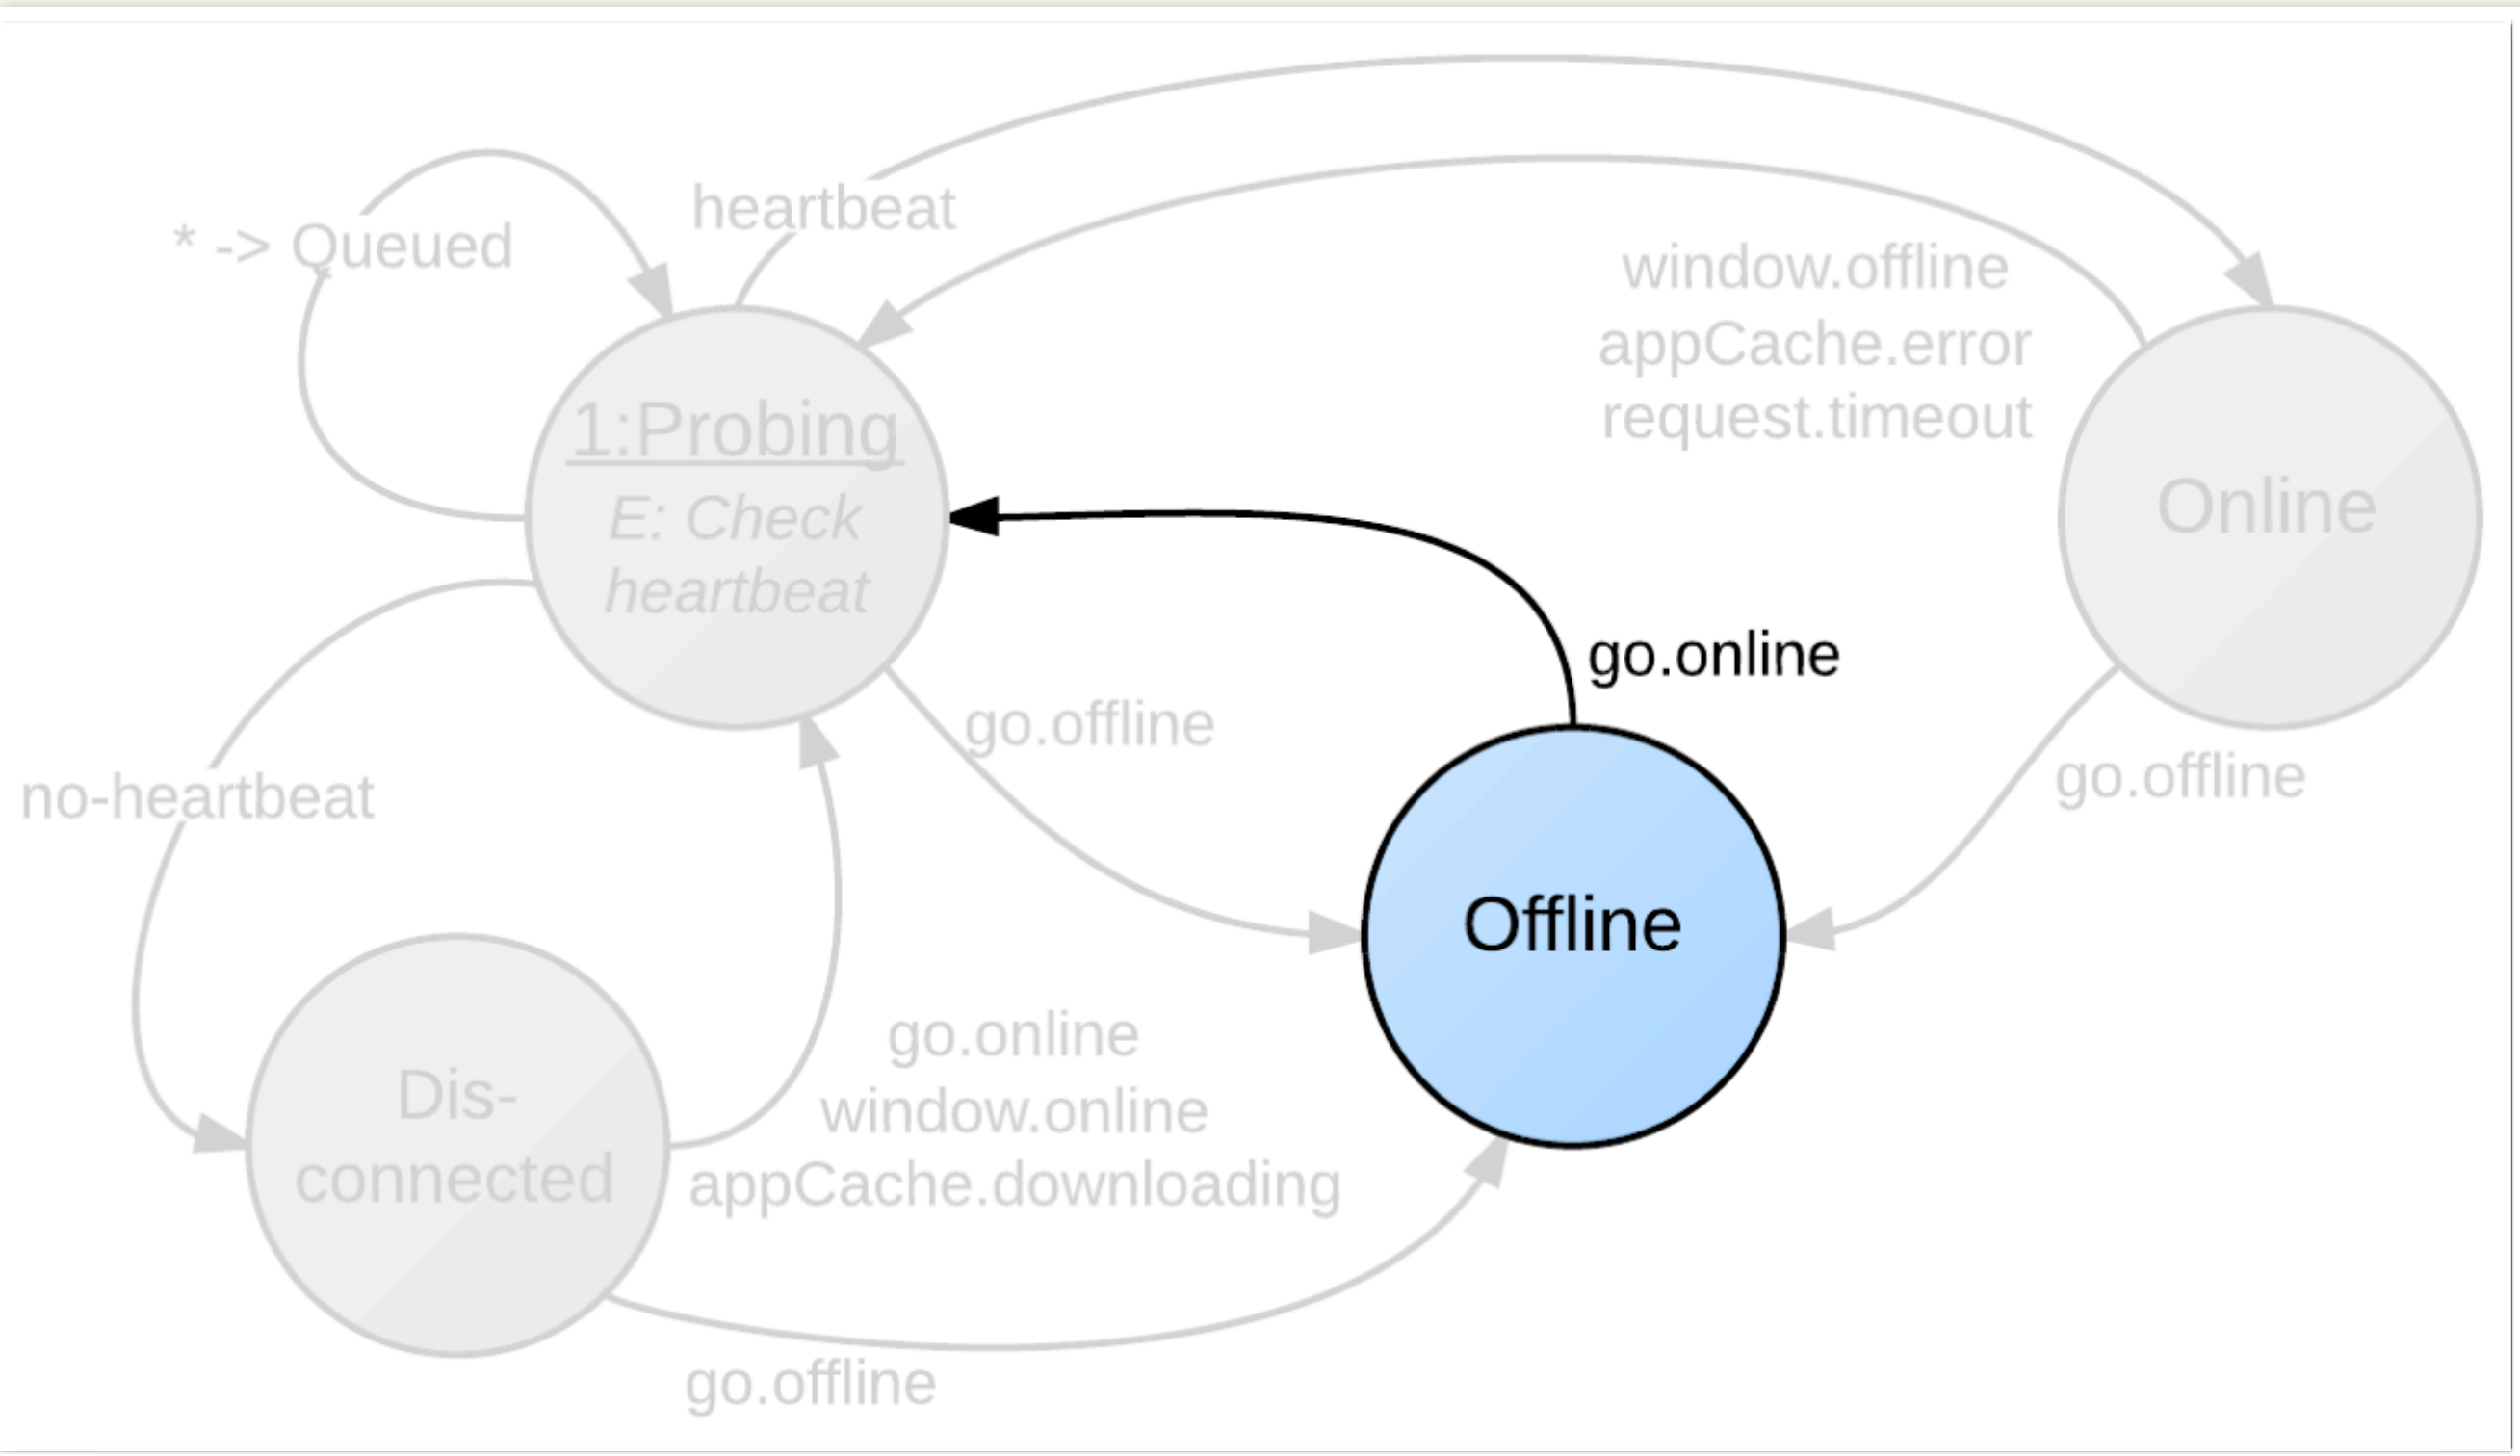 heartbeat
* -> Queued
window.offline
appCache.error
request.timeout
1:Probing
E: Check
heartbeat
Online
go.online
go.offline
go.offline
no-heartbeat
Offline
go.online
window.online
appCache.downloading
Dis-
connected
go.offline